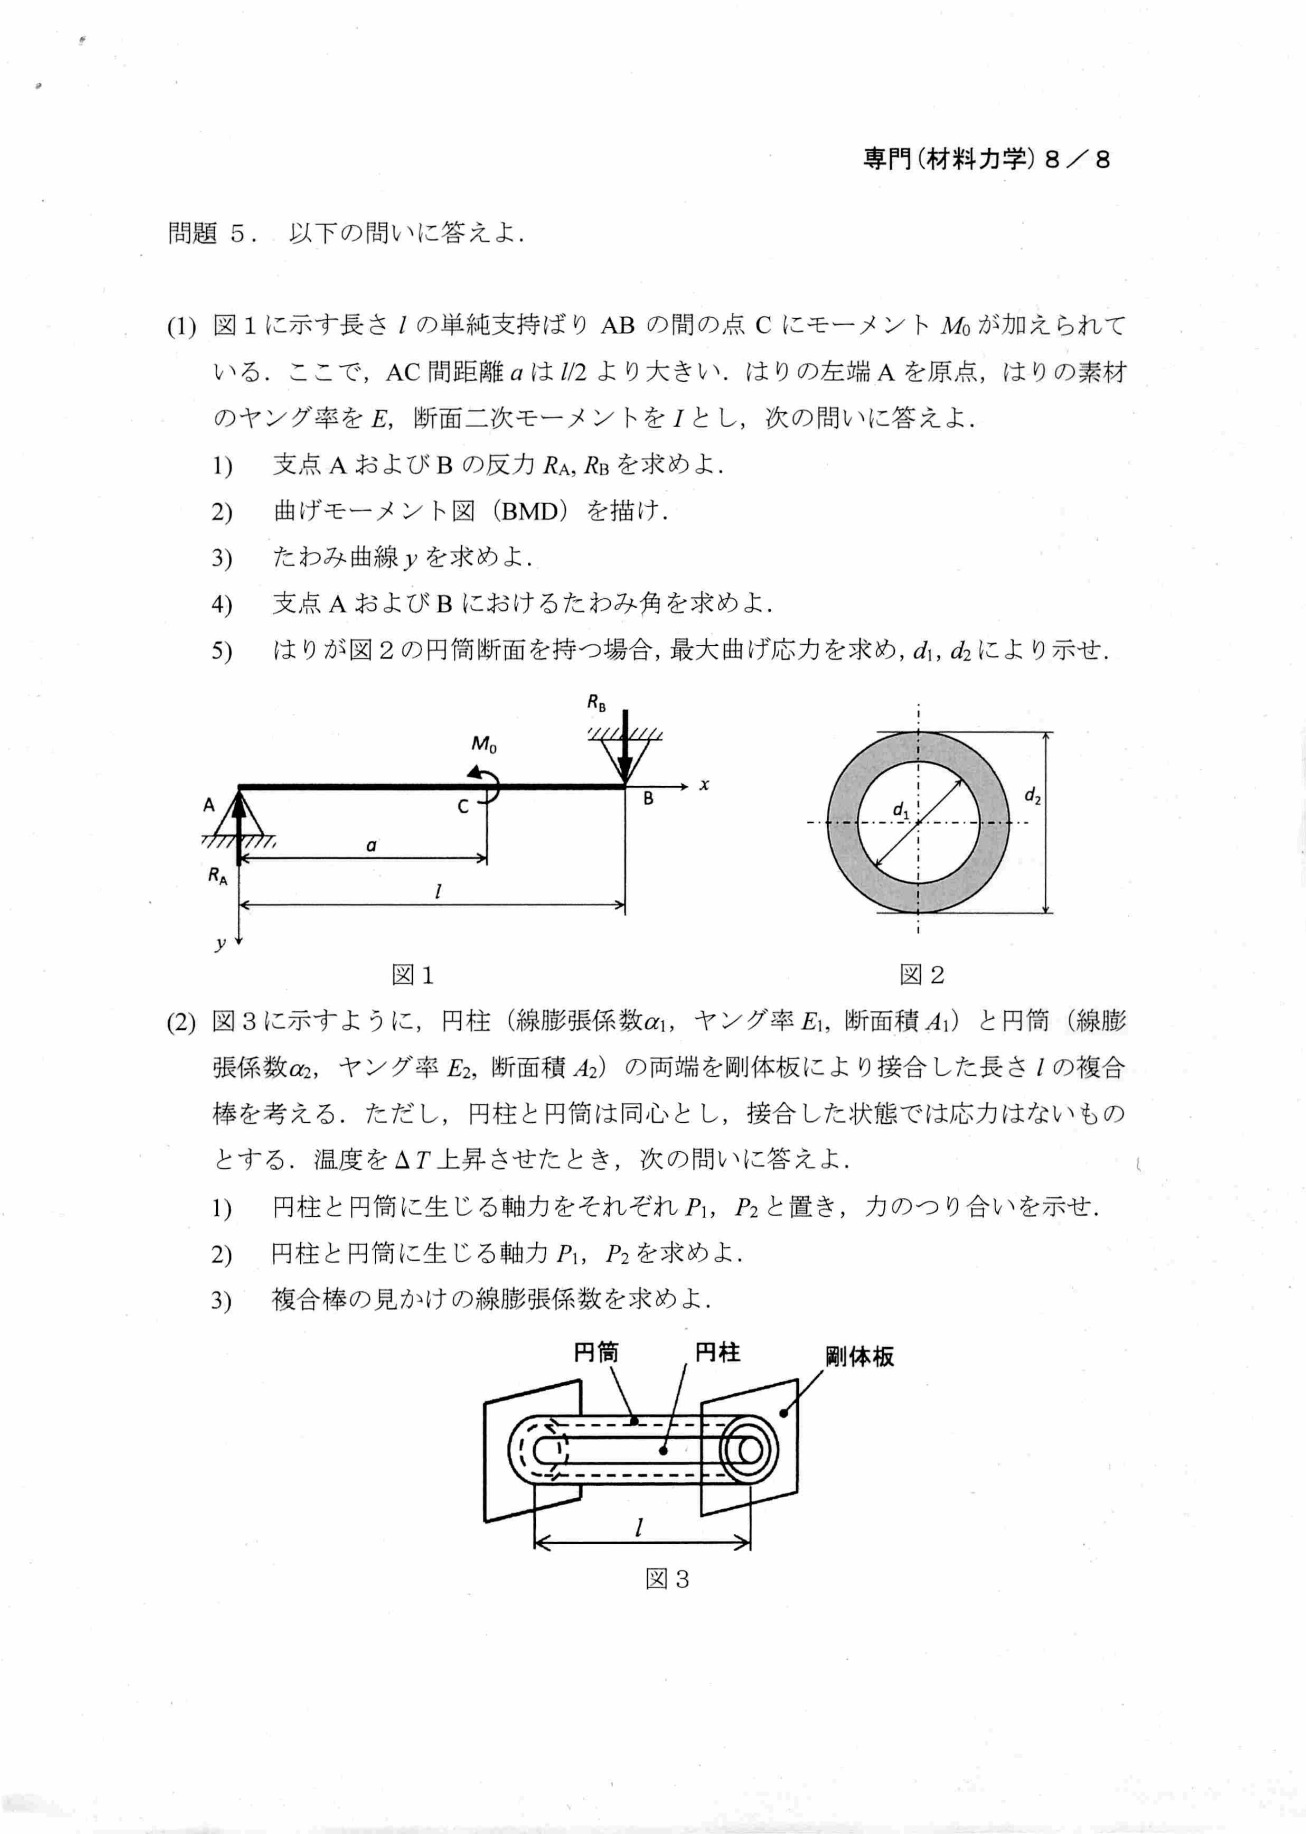 専門(材料力学) 8／8
問題 5． 以下の問いに答えよ．
(1) 図1に示す長さ l の単純支持ばり AB の間の点 C にモーメント M₀ が加えられて
いる．ここで，AC 間距離 a は l/2 より大きい．はりの左端 A を原点，はりの素材
のヤング率を E，断面二次モーメントを I とし，次の問いに答えよ．
1) 支点 A および B の反力 RA, RB を求めよ．
2) 曲げモーメント図（BMD）を描け．
3) たわみ曲線 y を求めよ．
4) 支点 A および B におけるたわみ角を求めよ．
5) はりが図2の円筒断面を持つ場合, 最大曲げ応力を求め, d₁, d₂ により示せ．
RB
M₀
A
C
B
x
a
RA
l
y
d₁
d₂
図1
図2
(2) 図3に示すように，円柱（線膨張係数α₁，ヤング率 E₁, 断面積 A₁）と円筒（線膨
張係数α₂，ヤング率 E₂, 断面積 A₂）の両端を剛体板により接合した長さ l の複合
棒を考える．ただし，円柱と円筒は同心とし，接合した状態では応力はないもの
とする．温度を Δ T 上昇させたとき，次の問いに答えよ．
1) 円柱と円筒に生じる軸力をそれぞれ P₁，P₂ と置き，力のつり合いを示せ．
2) 円柱と円筒に生じる軸力 P₁，P₂ を求めよ．
3) 複合棒の見かけの線膨張係数を求めよ．
円筒
円柱
剛体板
l
図3